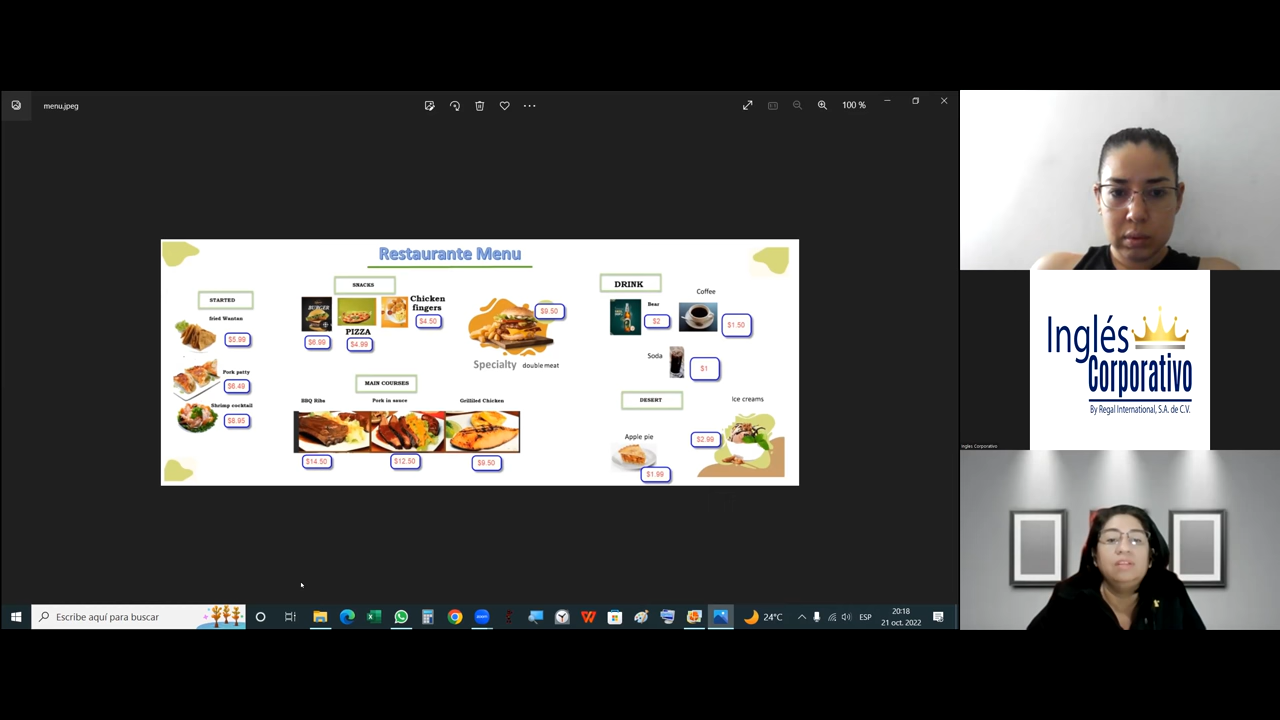 menu.jpeg
100 %
Restaurante Menu
STARTED
fried Wantan
$5.99
Pork patty
$6.49
Shrimp cocktail
$8.95
SNACKS
BURGER
$6.99
PIZZA
$4.99
Chicken
fingers
$4.50
$9.50
Specialty double meat
MAIN COURSES
BBQ Ribs
Pork in sauce
Grilliled Chicken
$14.50
$12.50
$9.50
DRINK
Bear
$2
Coffee
$1.50
Soda
$1
DESERT
Apple pie
$1.99
Ice creams
$2.99
Escribe aquí para buscar
24°C
ESP
20:18
21 oct. 2022
Inglés
Corporativo
By Regal International, S.A. de C.V.
Ingles Corporativo